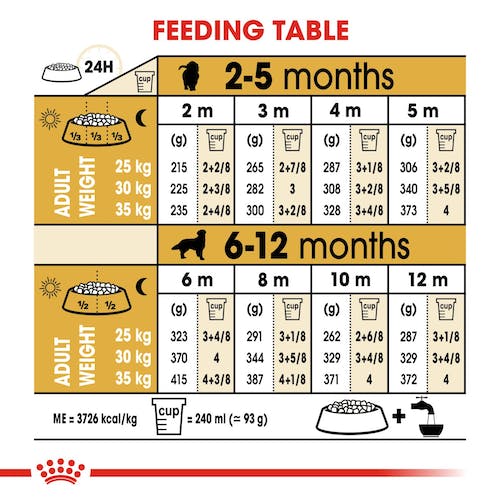 FEEDING TABLE
24H cup 2-5 months
1/3 1/3 1/3 2 m 3 m 4 m 5 m
(g) cup (g) cup (g) cup (g) cup
ADULT WEIGHT
25 kg 215 2+2/8 265 2+7/8 287 3+1/8 306 3+2/8
30 kg 225 2+3/8 282 3 308 3+2/8 340 3+5/8
35 kg 235 2+4/8 300 3+2/8 328 3+4/8 373 4
6-12 months
1/2 1/2 6 m 8 m 10 m 12 m
(g) cup (g) cup (g) cup (g) cup
ADULT WEIGHT
25 kg 323 3+4/8 291 3+1/8 262 2+6/8 287 3+1/8
30 kg 370 4 344 3+5/8 329 3+4/8 329 3+4/8
35 kg 415 4+3/8 387 4+1/8 371 4 372 4
ME = 3726 kcal/kg cup = 240 ml (≃ 93 g) +